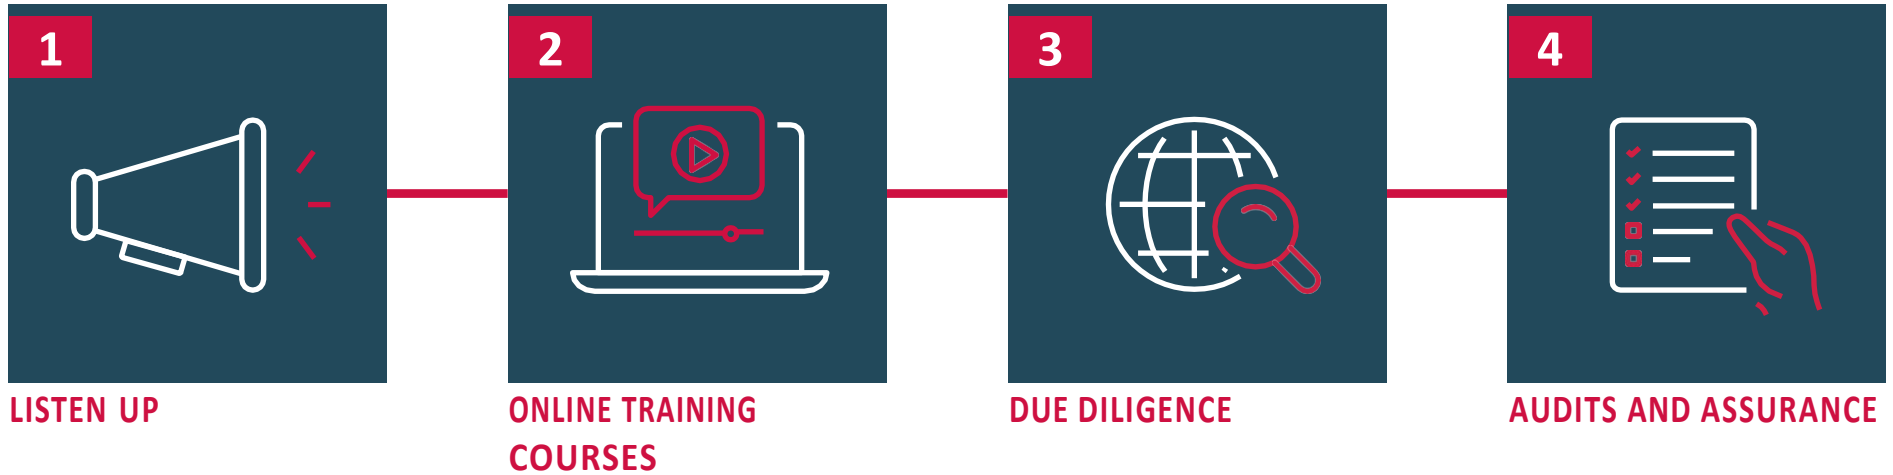 1
2
3
4
LISTEN UP
ONLINE TRAINING
COURSES
DUE DILIGENCE
AUDITS AND ASSURANCE